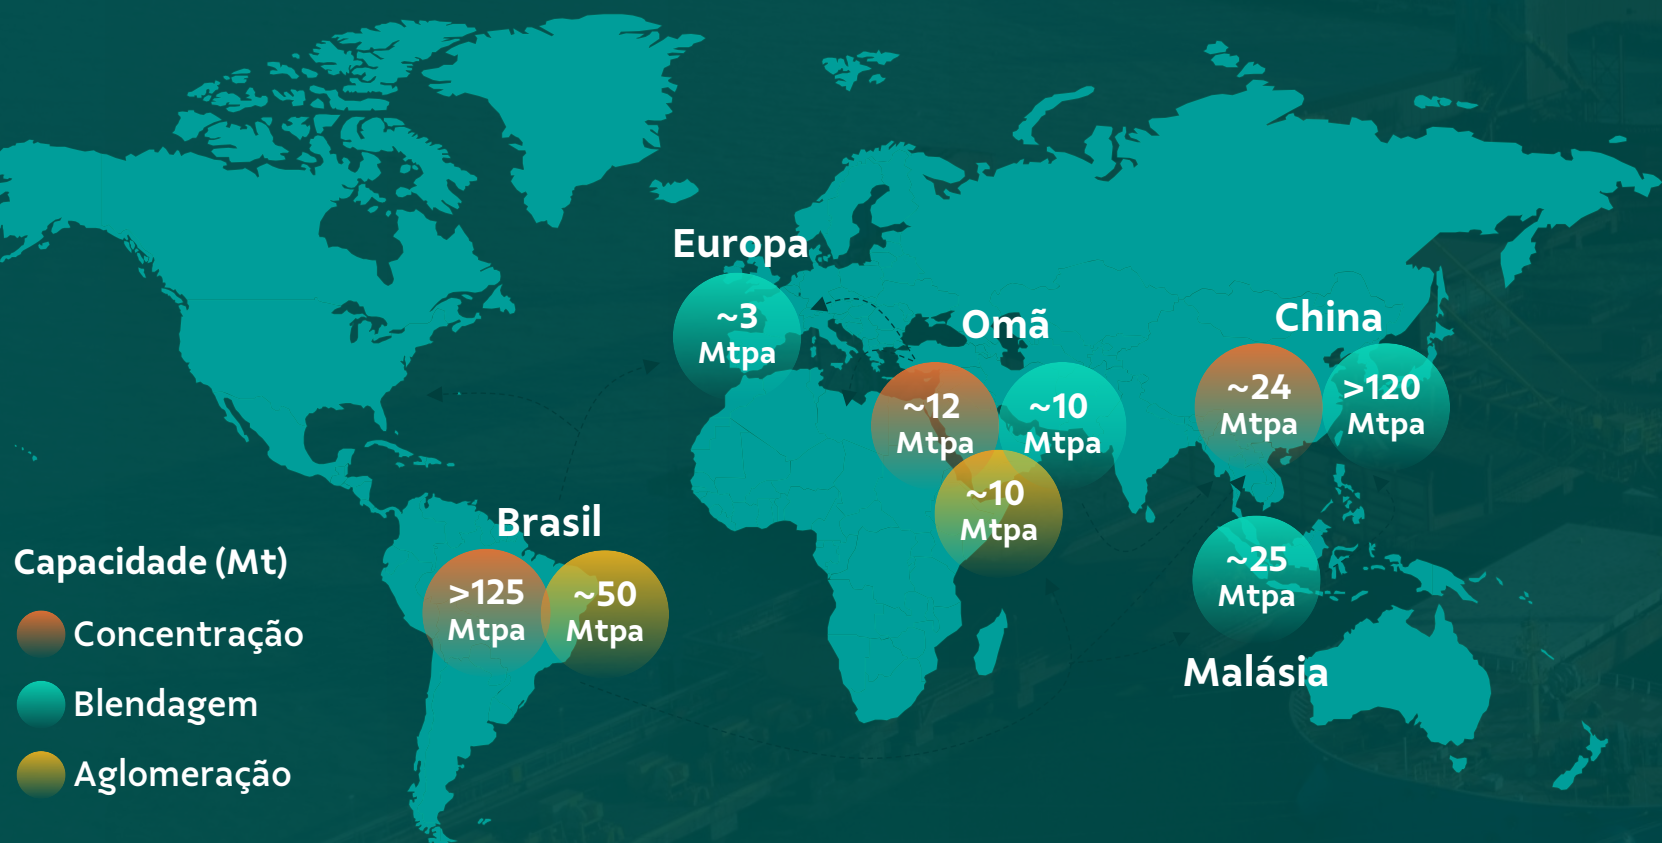 Europa
~3
Mtpa
Omã
~12
Mtpa
~10
Mtpa
~10
Mtpa
China
~24
Mtpa
>120
Mtpa
Brasil
>125
Mtpa
~50
Mtpa
~25
Mtpa
Malásia
Capacidade (Mt)
Concentração
Blendagem
Aglomeração